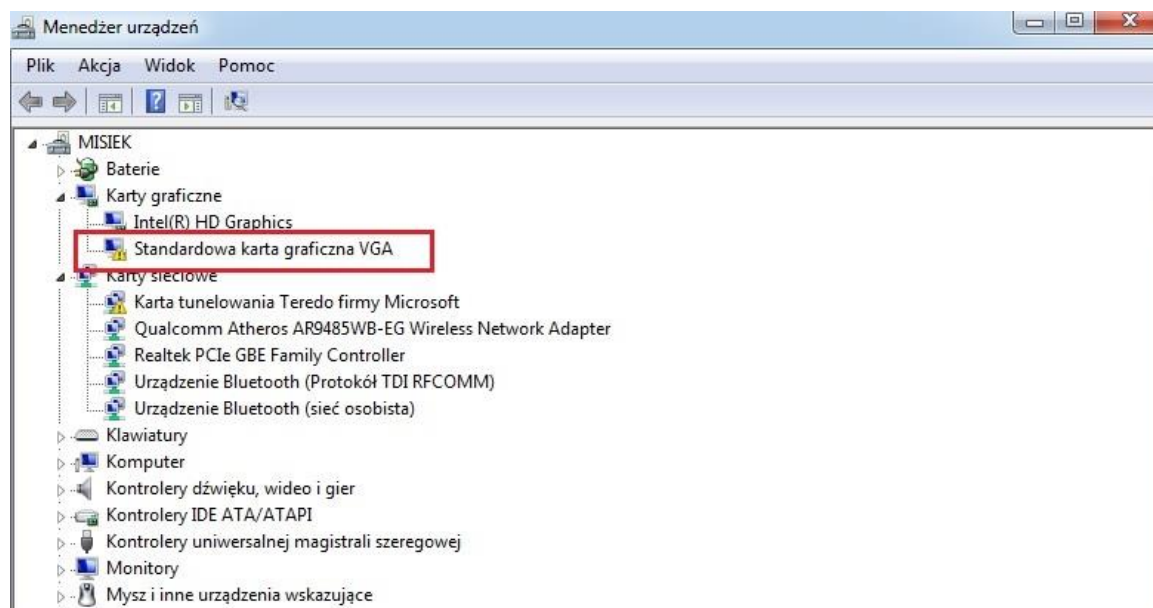 Menedżer urządzeń
Plik Akcja Widok Pomoc
MISIEK
Baterie
Karty graficzne
Intel(R) HD Graphics
Standardowa karta graficzna VGA
Karty sieciowe
Karta tunelowania Teredo firmy Microsoft
Qualcomm Atheros AR9485WB-EG Wireless Network Adapter
Realtek PCIe GBE Family Controller
Urządzenie Bluetooth (Protokół TDI RFCOMM)
Urządzenie Bluetooth (sieć osobista)
Klawiatury
Komputer
Kontrolery dźwięku, wideo i gier
Kontrolery IDE ATA/ATAPI
Kontrolery uniwersalnej magistrali szeregowej
Monitory
Mysz i inne urządzenia wskazujące